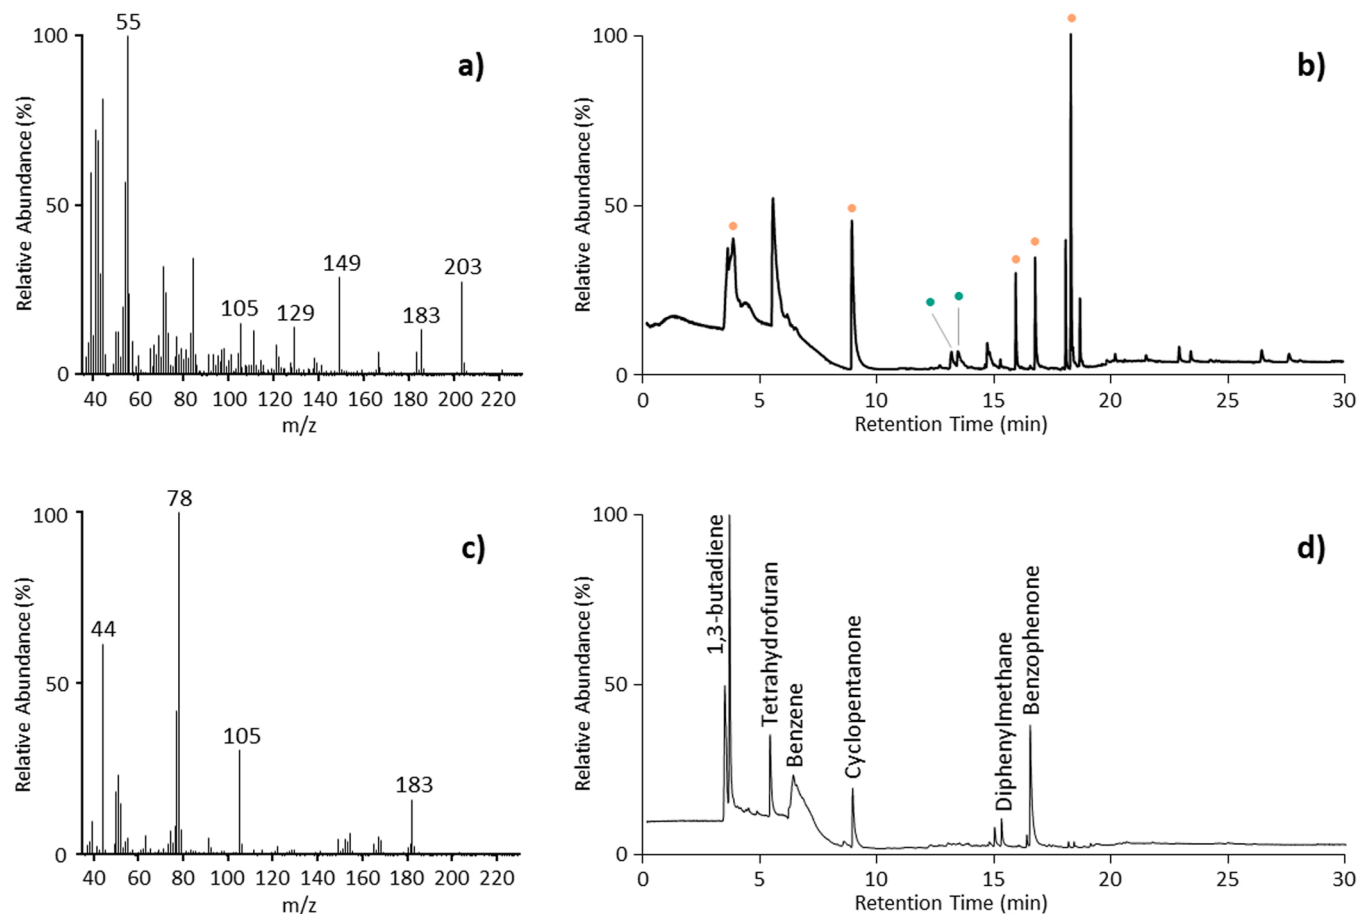 a)
55
105
129
149
183
203
100
50
0
Relative Abundance (%)
40 60 80 100 120 140 160 180 200 220
m/z
b)
100
50
0
Relative Abundance (%)
0 5 10 15 20 25 30
Retention Time (min)
c)
44
78
105
183
100
50
0
Relative Abundance (%)
40 60 80 100 120 140 160 180 200 220
m/z
d)
1,3-butadiene
Tetrahydrofuran
Benzene
Cyclopentanone
Diphenylmethane
Benzophenone
100
50
0
Relative Abundance (%)
0 5 10 15 20 25 30
Retention Time (min)